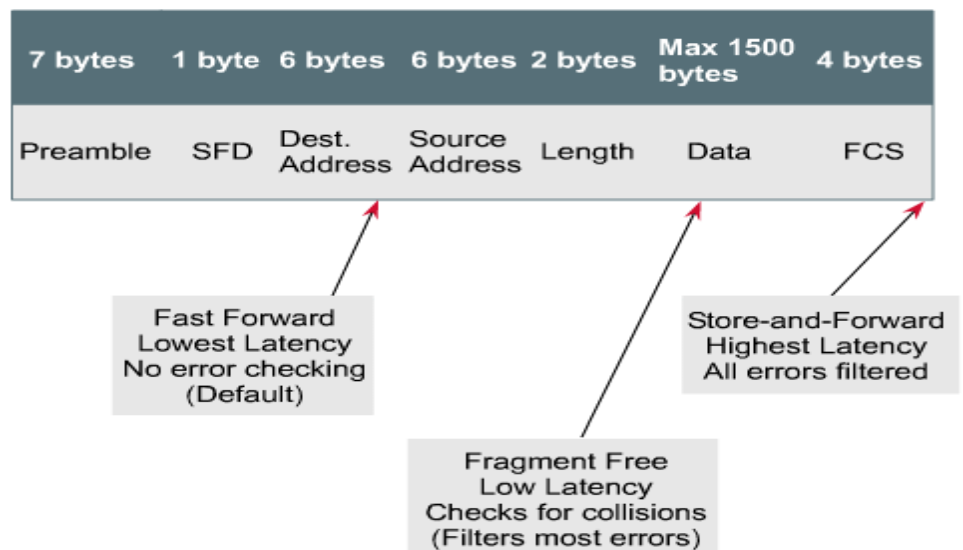 7 bytes 1 byte 6 bytes 6 bytes 2 bytes Max 1500 bytes 4 bytes
Preamble SFD Dest. Address Source Address Length Data FCS
Fast Forward
Lowest Latency
No error checking
(Default)
Store-and-Forward
Highest Latency
All errors filtered
Fragment Free
Low Latency
Checks for collisions
(Filters most errors)